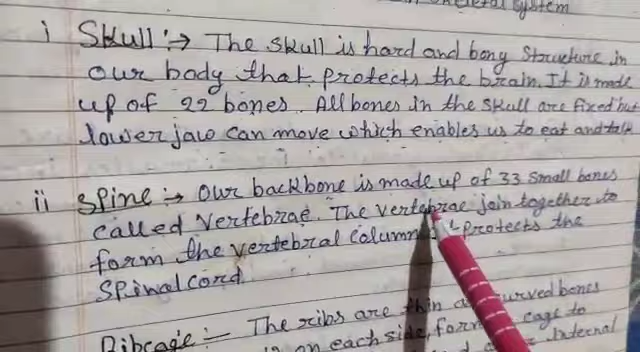 skeletal system
i Skull :→ The skull is hard and bony structure in
our body that protects the brain. It is made
up of 22 bones. All bones in the skull are fixed but
lower jaw can move which enables us to eat and talk
ii Spine :→ Our backbone is made up of 33 small bones
called vertebrae. The vertebrae join together to
form the vertebral column. It protects the
Spinal cord.
Ribcage :- The ribs are thin curved bones
on each side, form cage to
internal